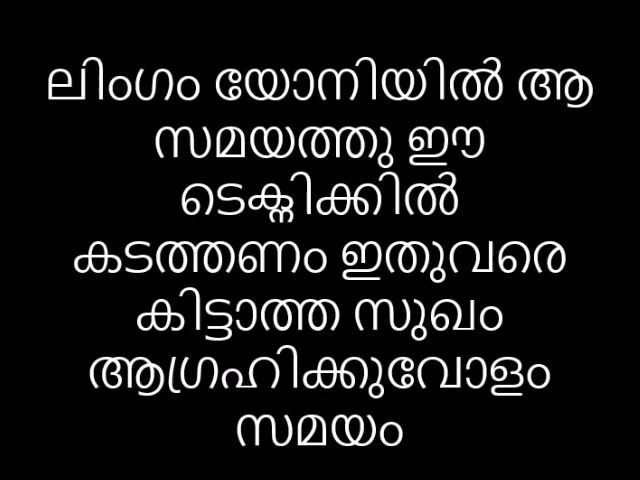 ലിംഗം യോനിയിൽ ആ
സമയത്തു ഈ
ടെക്നിക്കിൽ
കടത്തണം ഇതുവരെ
കിട്ടാത്ത സുഖം
ആഗ്രഹിക്കുവോളം
സമയം